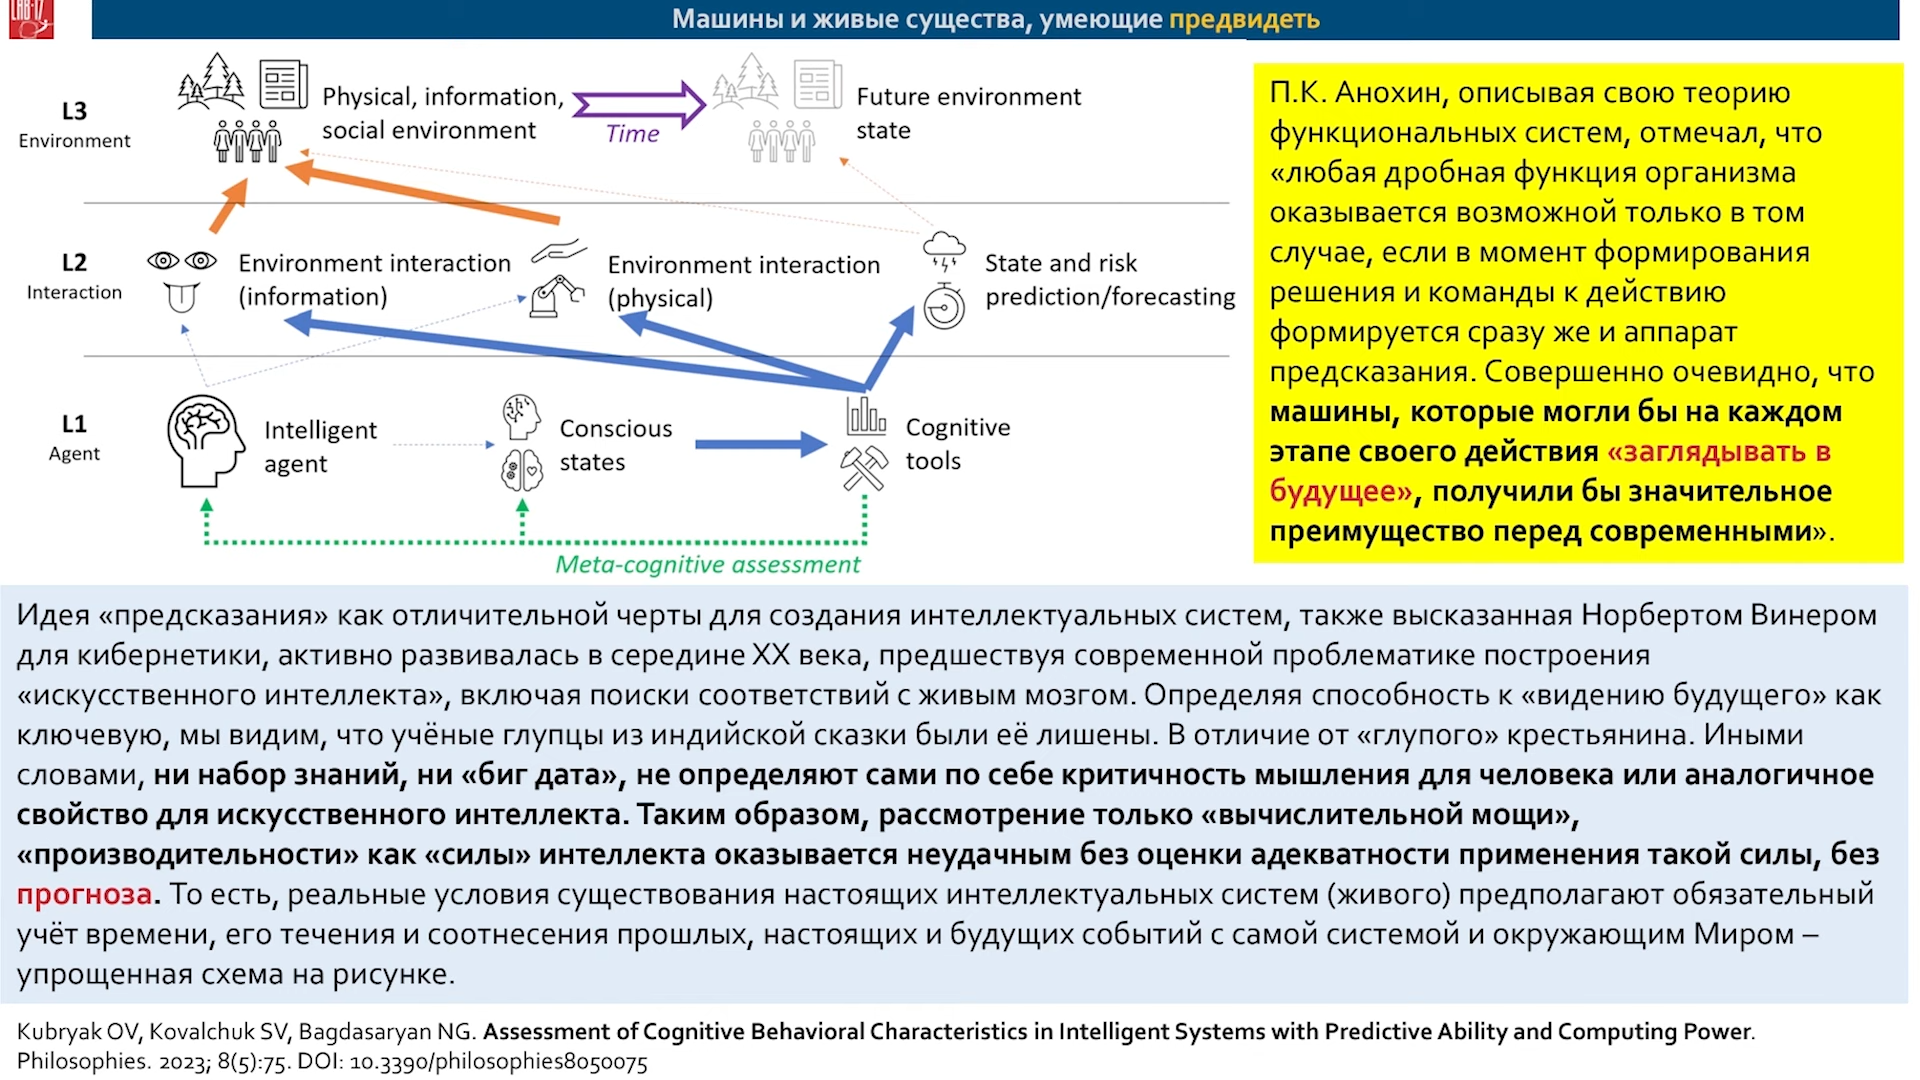 LAB-17
Машины и живые существа, умеющие предвидеть
L3
Environment
Physical, information,
social environment
Time
Future environment
state
L2
Interaction
Environment interaction
(information)
Environment interaction
(physical)
State and risk
prediction/forecasting
L1
Agent
Intelligent
agent
Conscious
states
Cognitive
tools
Meta-cognitive assessment
П.К. Анохин, описывая свою теорию
функциональных систем, отмечал, что
«любая дробная функция организма
оказывается возможной только в том
случае, если в момент формирования
решения и команды к действию
формируется сразу же и аппарат
предсказания. Совершенно очевидно, что
машины, которые могли бы на каждом
этапе своего действия «заглядывать в
будущее», получили бы значительное
преимущество перед современными».
Идея «предсказания» как отличительной черты для создания интеллектуальных систем, также высказанная Норбертом Винером
для кибернетики, активно развивалась в середине XX века, предшествуя современной проблематике построения
«искусственного интеллекта», включая поиски соответствий с живым мозгом. Определяя способность к «видению будущего» как
ключевую, мы видим, что учёные глупцы из индийской сказки были её лишены. В отличие от «глупого» крестьянина. Иными
словами, ни набор знаний, ни «биг дата», не определяют сами по себе критичность мышления для человека или аналогичное
свойство для искусственного интеллекта. Таким образом, рассмотрение только «вычислительной мощи»,
«производительности» как «силы» интеллекта оказывается неудачным без оценки адекватности применения такой силы, без
прогноза. То есть, реальные условия существования настоящих интеллектуальных систем (живого) предполагают обязательный
учёт времени, его течения и соотнесения прошлых, настоящих и будущих событий с самой системой и окружающим Миром –
упрощенная схема на рисунке.
Kubryak OV, Kovalchuk SV, Bagdasaryan NG. Assessment of Cognitive Behavioral Characteristics in Intelligent Systems with Predictive Ability and Computing Power.
Philosophies. 2023; 8(5):75. DOI: 10.3390/philosophies8050075